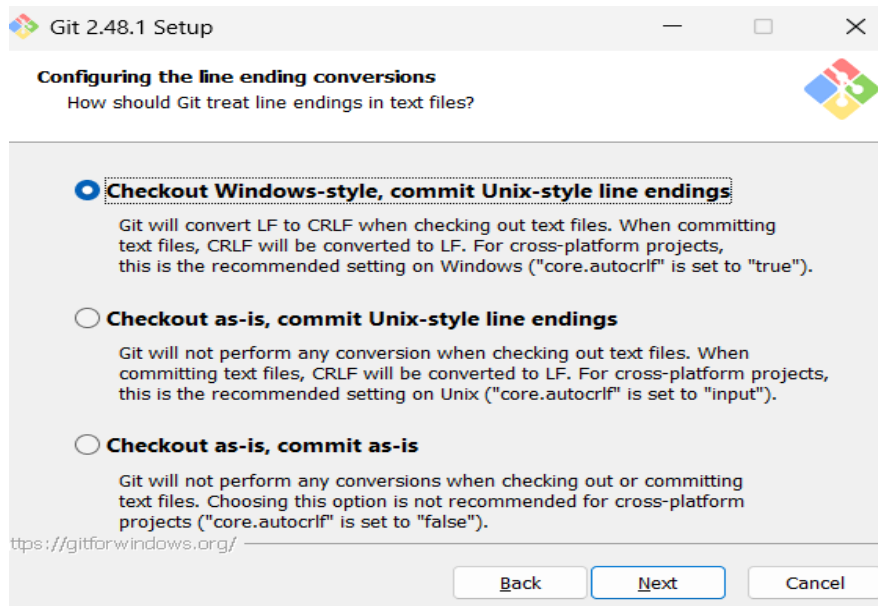 Git 2.48.1 Setup
Configuring the line ending conversions
How should Git treat line endings in text files?
Checkout Windows-style, commit Unix-style line endings
Git will convert LF to CRLF when checking out text files. When committing
text files, CRLF will be converted to LF. For cross-platform projects,
this is the recommended setting on Windows ("core.autocrlf" is set to "true").
Checkout as-is, commit Unix-style line endings
Git will not perform any conversion when checking out text files. When
committing text files, CRLF will be converted to LF. For cross-platform projects,
this is the recommended setting on Unix ("core.autocrlf" is set to "input").
Checkout as-is, commit as-is
Git will not perform any conversions when checking out or committing
text files. Choosing this option is not recommended for cross-platform
projects ("core.autocrlf" is set to "false").
ttps://gitforwindows.org/
Back Next Cancel